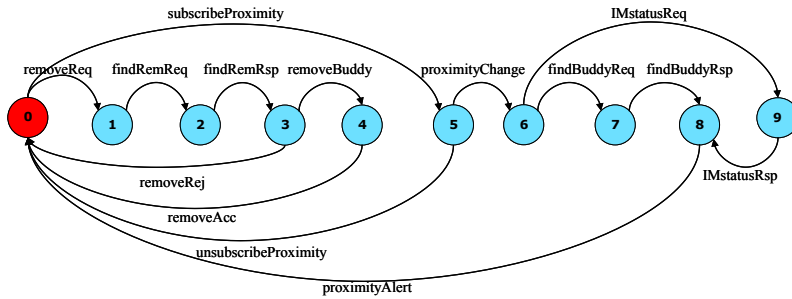 subscribeProximity
IMstatusReq
removeReq
findRemReq
findRemRsp
removeBuddy
proximityChange
findBuddyReq
findBuddyRsp
0
1
2
3
4
5
6
7
8
9
removeRej
IMstatusRsp
removeAcc
unsubscribeProximity
proximityAlert